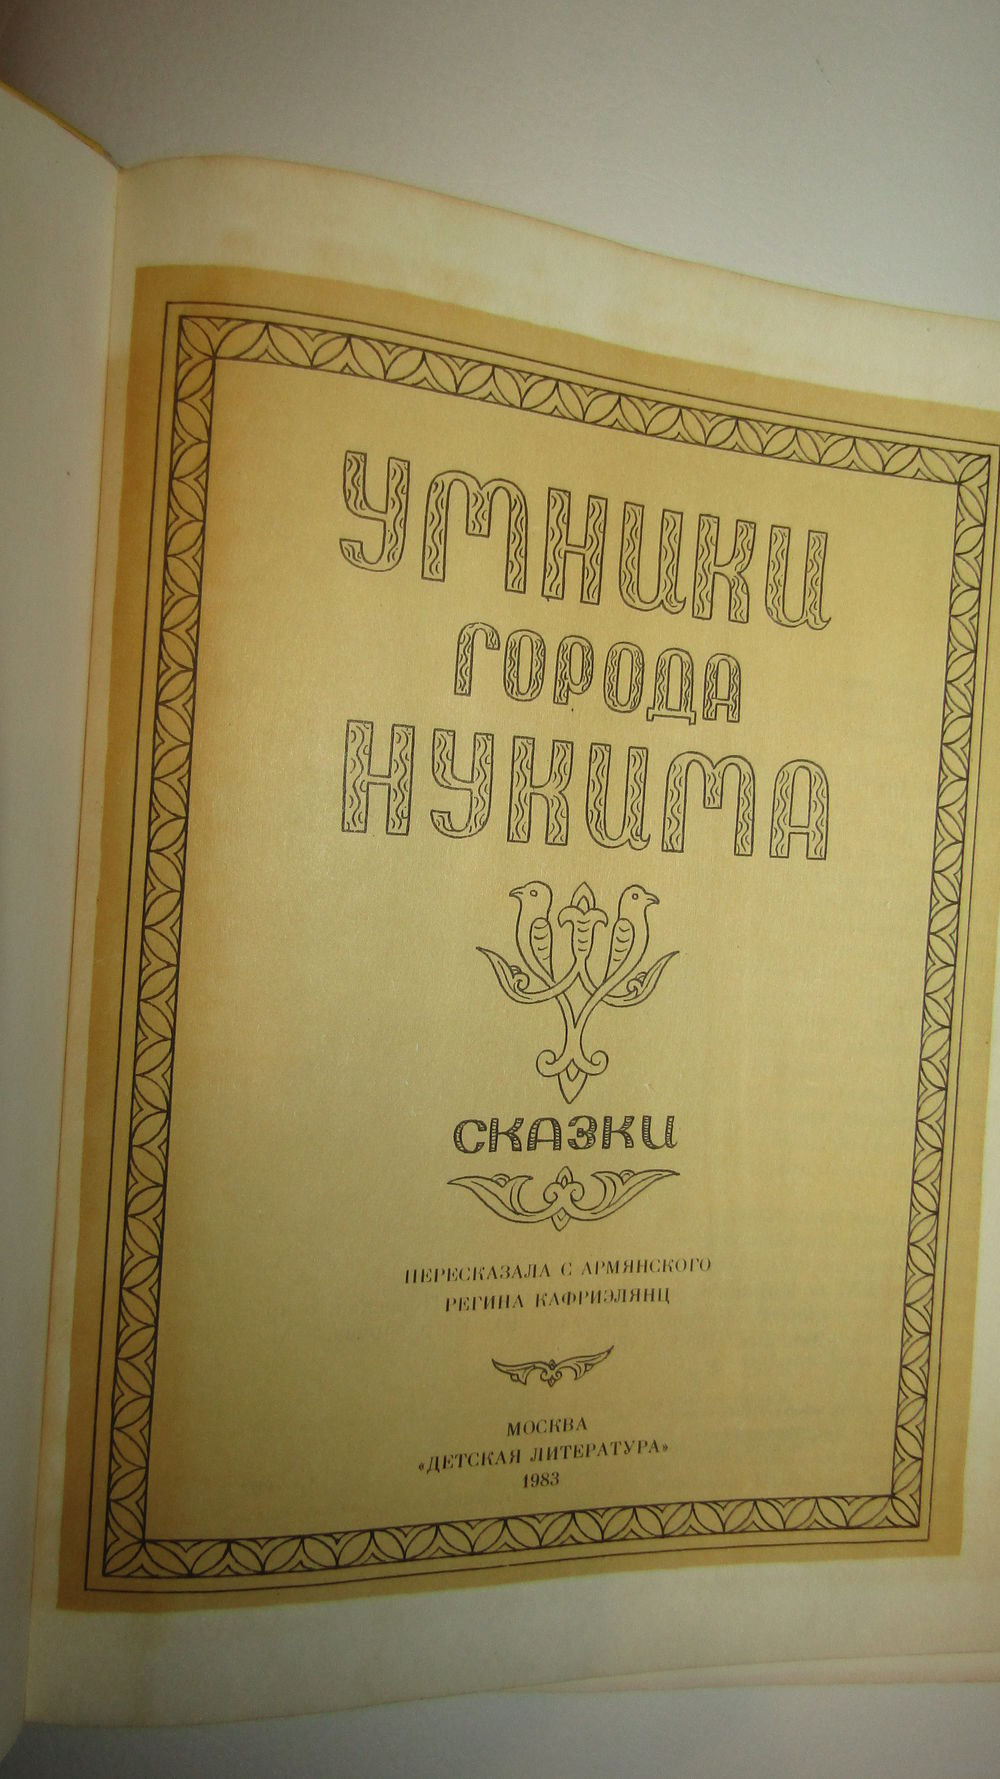 УМНИКИ
ГОРОДА
НУКИМА
СКАЗКИ
ПЕРЕСКАЗАЛА С АРМЯНСКОГО
РЕГИНА КАФРИЭЛЯНЦ
МОСКВА
«ДЕТСКАЯ ЛИТЕРАТУРА»
1983